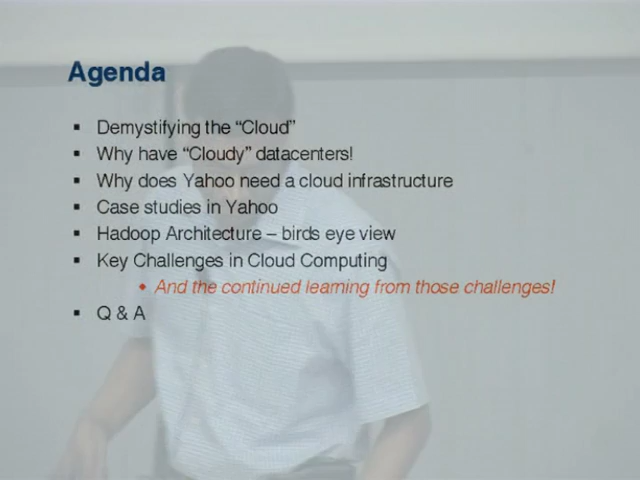 Agenda
▪ Demystifying the “Cloud”
▪ Why have “Cloudy” datacenters!
▪ Why does Yahoo need a cloud infrastructure
▪ Case studies in Yahoo
▪ Hadoop Architecture – birds eye view
▪ Key Challenges in Cloud Computing
• And the continued learning from those challenges!
▪ Q & A